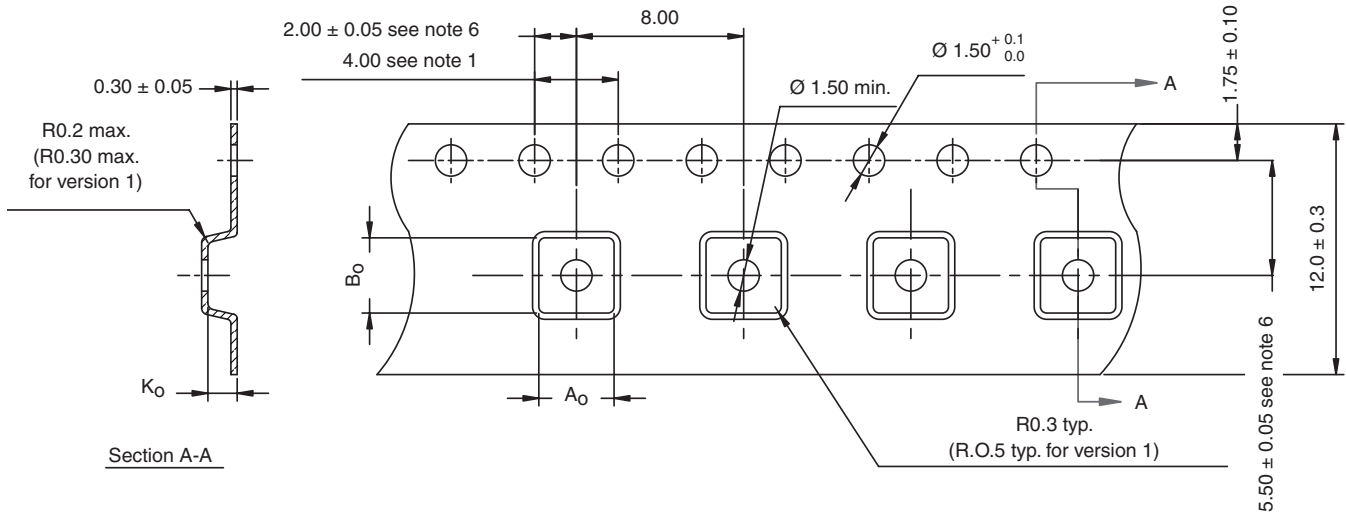 8.00
2.00 ± 0.05 see note 6
4.00 see note 1
Ø 1.50 + 0.1
0.0
A
1.75 ± 0.10
0.30 ± 0.05
Ø 1.50 min.
R0.2 max.
(R0.30 max.
for version 1)
12.0 ± 0.3
BO
KO
AO
A
5.50 ± 0.05 see note 6
R0.3 typ.
(R.O.5 typ. for version 1)
Section A-A